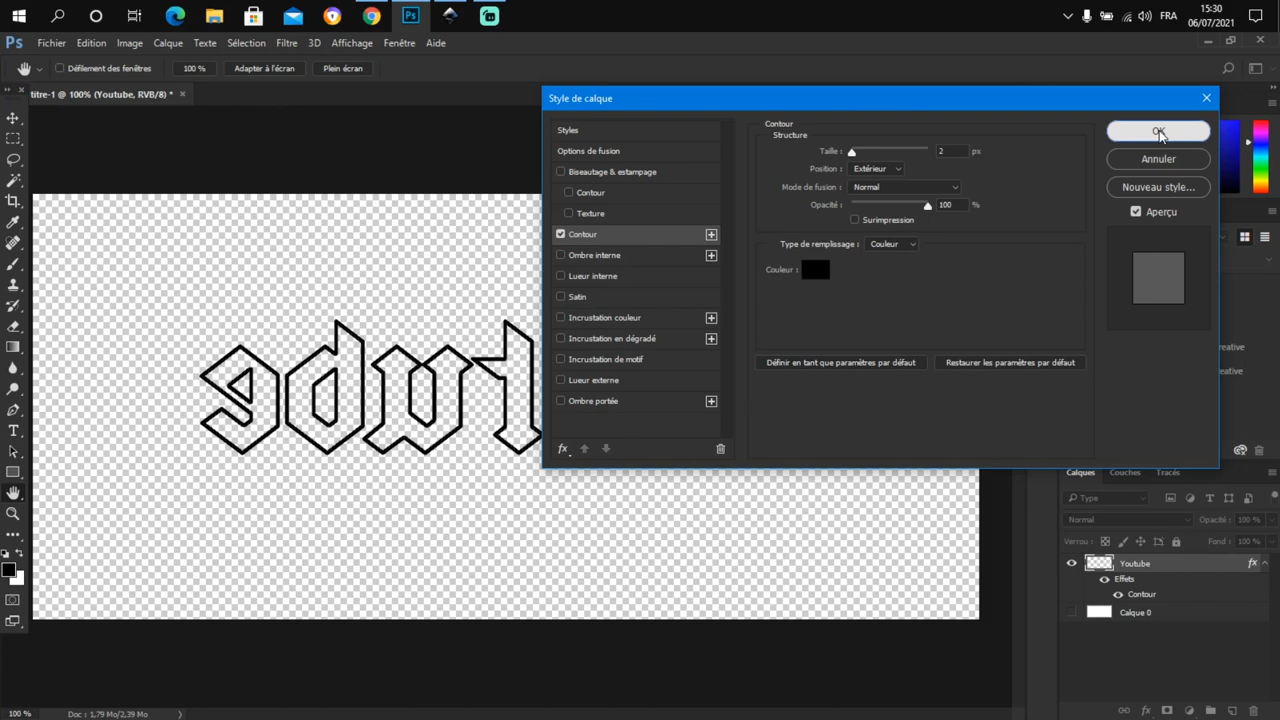 15:30
FRA
06/07/2021
Ps
Fichier Edition Image Calque Texte Sélection Filtre 3D Affichage Fenêtre Aide
Défilement des fenêtres 100 % Adapter à l'écran Plein écran
titre-1 @ 100% (Youtube, RVB/8) *
Style de calque
Styles
Options de fusion
Biseautage & estampage
Contour
Texture
Contour
Ombre interne
Lueur interne
Satin
Incrustation couleur
Incrustation en dégradé
Incrustation de motif
Lueur externe
Ombre portée
fx
Contour
Structure
Taille : 2 px
Position : Extérieur
Mode de fusion : Normal
Opacité : 100 %
Surimpression
Type de remplissage : Couleur
Couleur :
Définir en tant que paramètres par défaut
Restaurer les paramètres par défaut
OK
Annuler
Nouveau style...
Aperçu
reative
reative
Calques Couches Tracés
Type
Normal Opacité : 100 %
Verrou : Fond : 100 %
Youtube fx
Effets
Contour
Calque 0
100 % Doc : 1,79 Mo/2,39 Mo